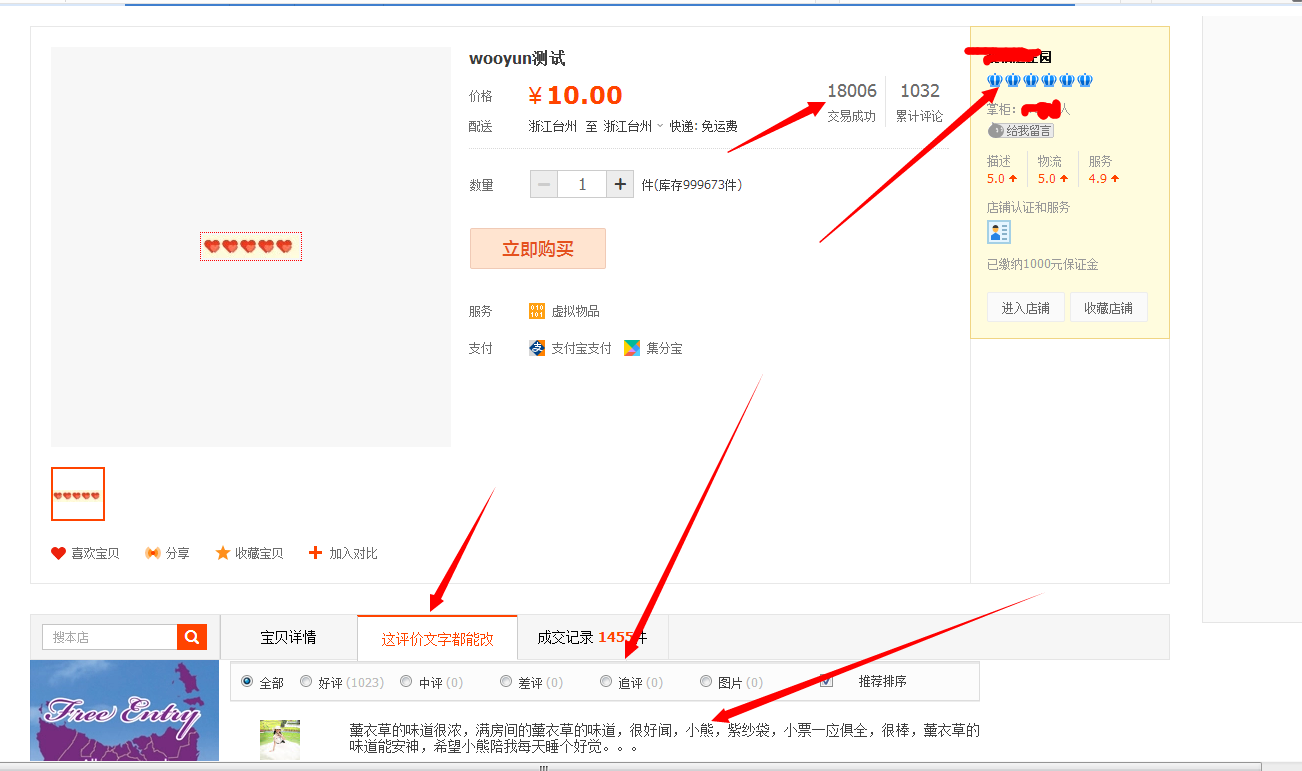 wooyun测试
价格 ¥10.00
18006 1032
交易成功 累计评论
配送 浙江台州 至 浙江台州 快递: 免运费
数量 1 件(库存999673件)
立即购买
服务 010 101 虚拟物品
支付 支 支付宝支付 集分宝
园
掌柜: 人
给我留言
描述 物流 服务
5.0 5.0 4.9
店铺认证和服务
已缴纳1000元保证金
进入店铺 收藏店铺
喜欢宝贝 分享 收藏宝贝 加入对比
搜本店 宝贝详情 这评价文字都能改 成交记录 1455件
全部 好评 (1023) 中评 (0) 差评 (0) 追评 (0) 图片 (0) 推荐排序
Free Entry
薰衣草的味道很浓，满房间的薰衣草的味道，很好闻，小熊，紫纱袋，小票一应俱全，很棒，薰衣草的
味道能安神，希望小熊陪我每天睡个好觉。。。